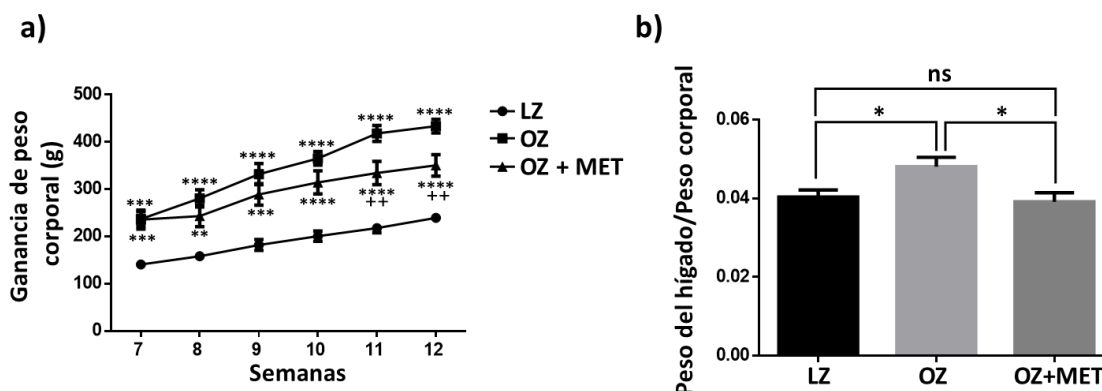 a)
Ganancia de peso
corporal (g)
500
400
300
200
100
0
*** **** **** **** **** ****
*** ** *** **** **** ****
++ ++
7 8 9 10 11 12
Semanas
LZ
OZ
OZ + MET
b)
Peso del hígado/Peso corporal
ns
* *
0.06
0.04
0.02
0.00
LZ OZ OZ+MET